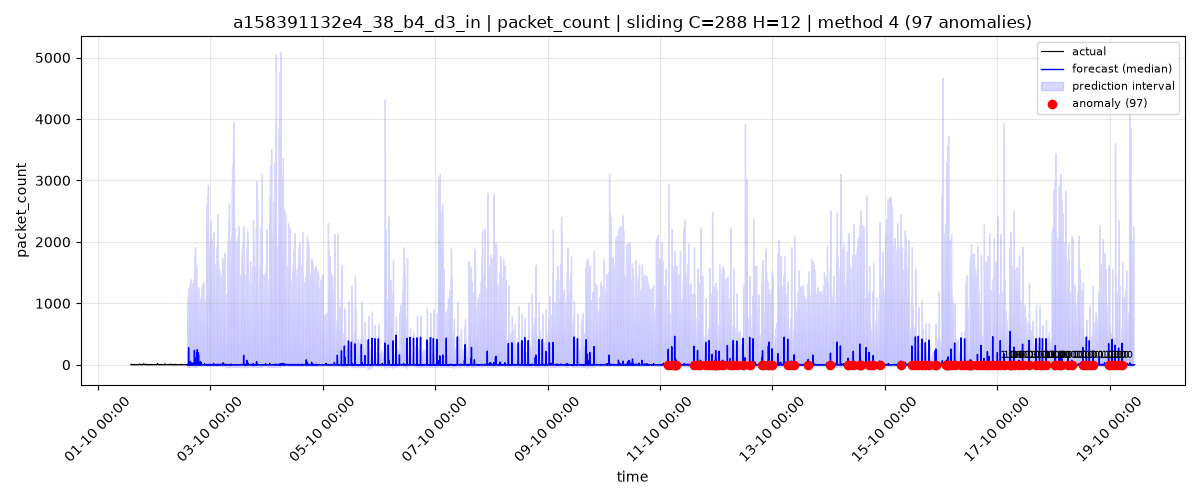 a158391132e4_38_b4_d3_in | packet_count | sliding C=288 H=12 | method 4 (97 anomalies)
packet_count
5000
4000
3000
2000
1000
0
actual
forecast (median)
prediction interval
anomaly (97)
01-10 00:00
03-10 00:00
05-10 00:00
07-10 00:00
09-10 00:00
11-10 00:00
13-10 00:00
15-10 00:00
17-10 00:00
19-10 00:00
time